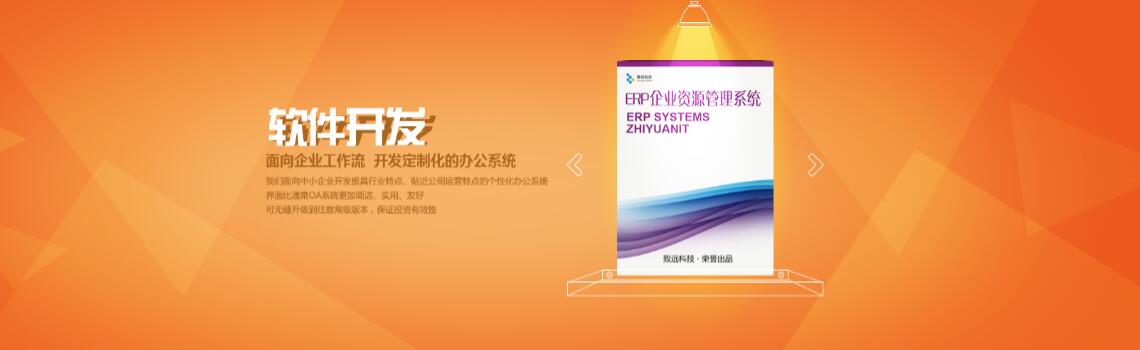 软件开发
面向企业工作流 开发定制化的办公系统
我们面向中小企业开发极具行业特点、贴近公司运营特点的个性化办公系统
界面比通常OA系统更加简洁、实用、友好
可无缝升级到任意高级版本，保证投资有效性
致远科技
ERP企业资源管理系统
ERP SYSTEMS
ZHIYUANIT
致远科技·荣誉出品